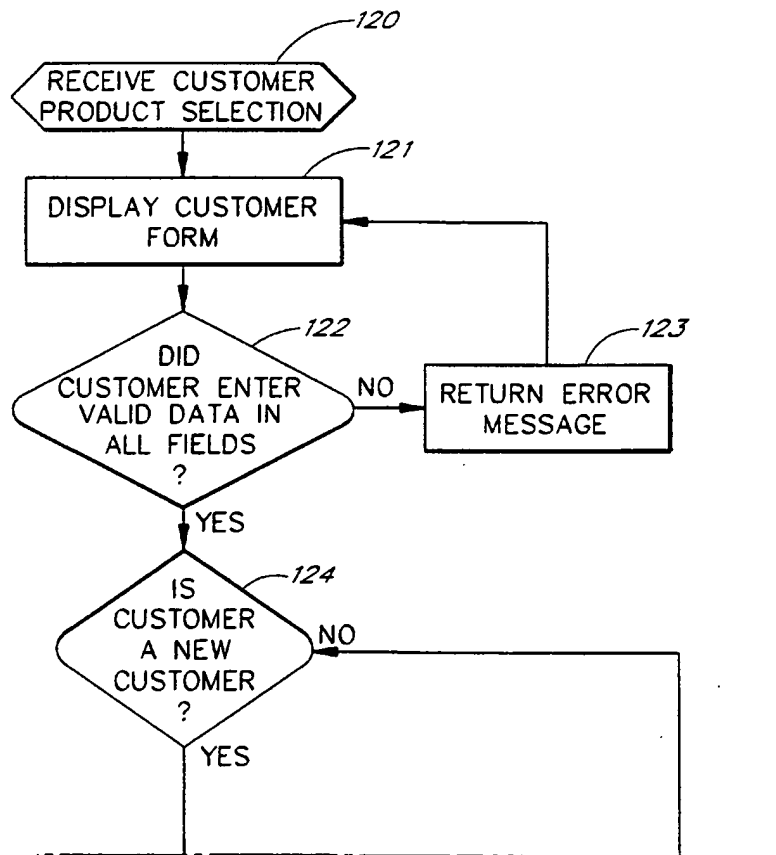 120
RECEIVE CUSTOMER
PRODUCT SELECTION
121
DISPLAY CUSTOMER
FORM
122
DID
CUSTOMER ENTER
VALID DATA IN
ALL FIELDS
?
NO
123
RETURN ERROR
MESSAGE
YES
124
IS
CUSTOMER
A NEW
CUSTOMER
?
NO
YES